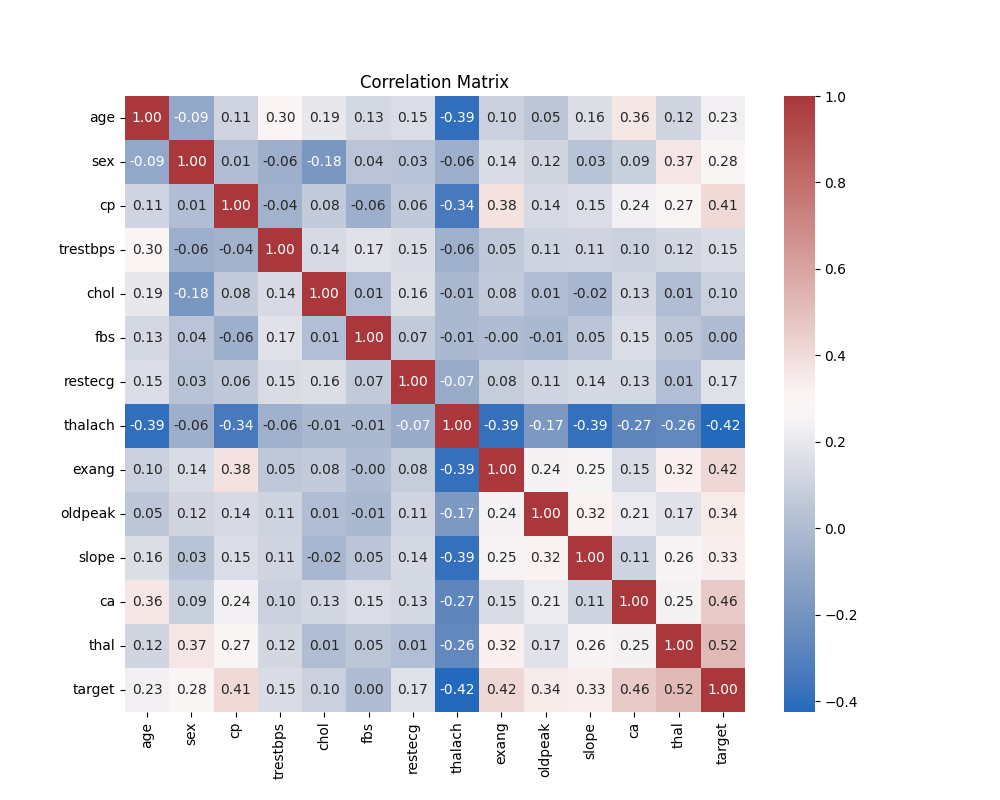 Correlation Matrix
age 1.00 -0.09 0.11 0.30 0.19 0.13 0.15 -0.39 0.10 0.05 0.16 0.36 0.12 0.23
sex -0.09 1.00 0.01 -0.06 -0.18 0.04 0.03 -0.06 0.14 0.12 0.03 0.09 0.37 0.28
cp 0.11 0.01 1.00 -0.04 0.08 -0.06 0.06 -0.34 0.38 0.14 0.15 0.24 0.27 0.41
trestbps 0.30 -0.06 -0.04 1.00 0.14 0.17 0.15 -0.06 0.05 0.11 0.11 0.10 0.12 0.15
chol 0.19 -0.18 0.08 0.14 1.00 0.01 0.16 -0.01 0.08 0.01 -0.02 0.13 0.01 0.10
fbs 0.13 0.04 -0.06 0.17 0.01 1.00 0.07 -0.01 -0.00 -0.01 0.05 0.15 0.05 0.00
restecg 0.15 0.03 0.06 0.15 0.16 0.07 1.00 -0.07 0.08 0.11 0.14 0.13 0.01 0.17
thalach -0.39 -0.06 -0.34 -0.06 -0.01 -0.01 -0.07 1.00 -0.39 -0.17 -0.39 -0.27 -0.26 -0.42
exang 0.10 0.14 0.38 0.05 0.08 -0.00 0.08 -0.39 1.00 0.24 0.25 0.15 0.32 0.42
oldpeak 0.05 0.12 0.14 0.11 0.01 -0.01 0.11 -0.17 0.24 1.00 0.32 0.21 0.17 0.34
slope 0.16 0.03 0.15 0.11 -0.02 0.05 0.14 -0.39 0.25 0.32 1.00 0.11 0.26 0.33
ca 0.36 0.09 0.24 0.10 0.13 0.15 0.13 -0.27 0.15 0.21 0.11 1.00 0.25 0.46
thal 0.12 0.37 0.27 0.12 0.01 0.05 0.01 -0.26 0.32 0.17 0.26 0.25 1.00 0.52
target 0.23 0.28 0.41 0.15 0.10 0.00 0.17 -0.42 0.42 0.34 0.33 0.46 0.52 1.00
age sex cp trestbps chol fbs restecg thalach exang oldpeak slope ca thal target
1.0
0.8
0.6
0.4
0.2
0.0
−0.2
−0.4